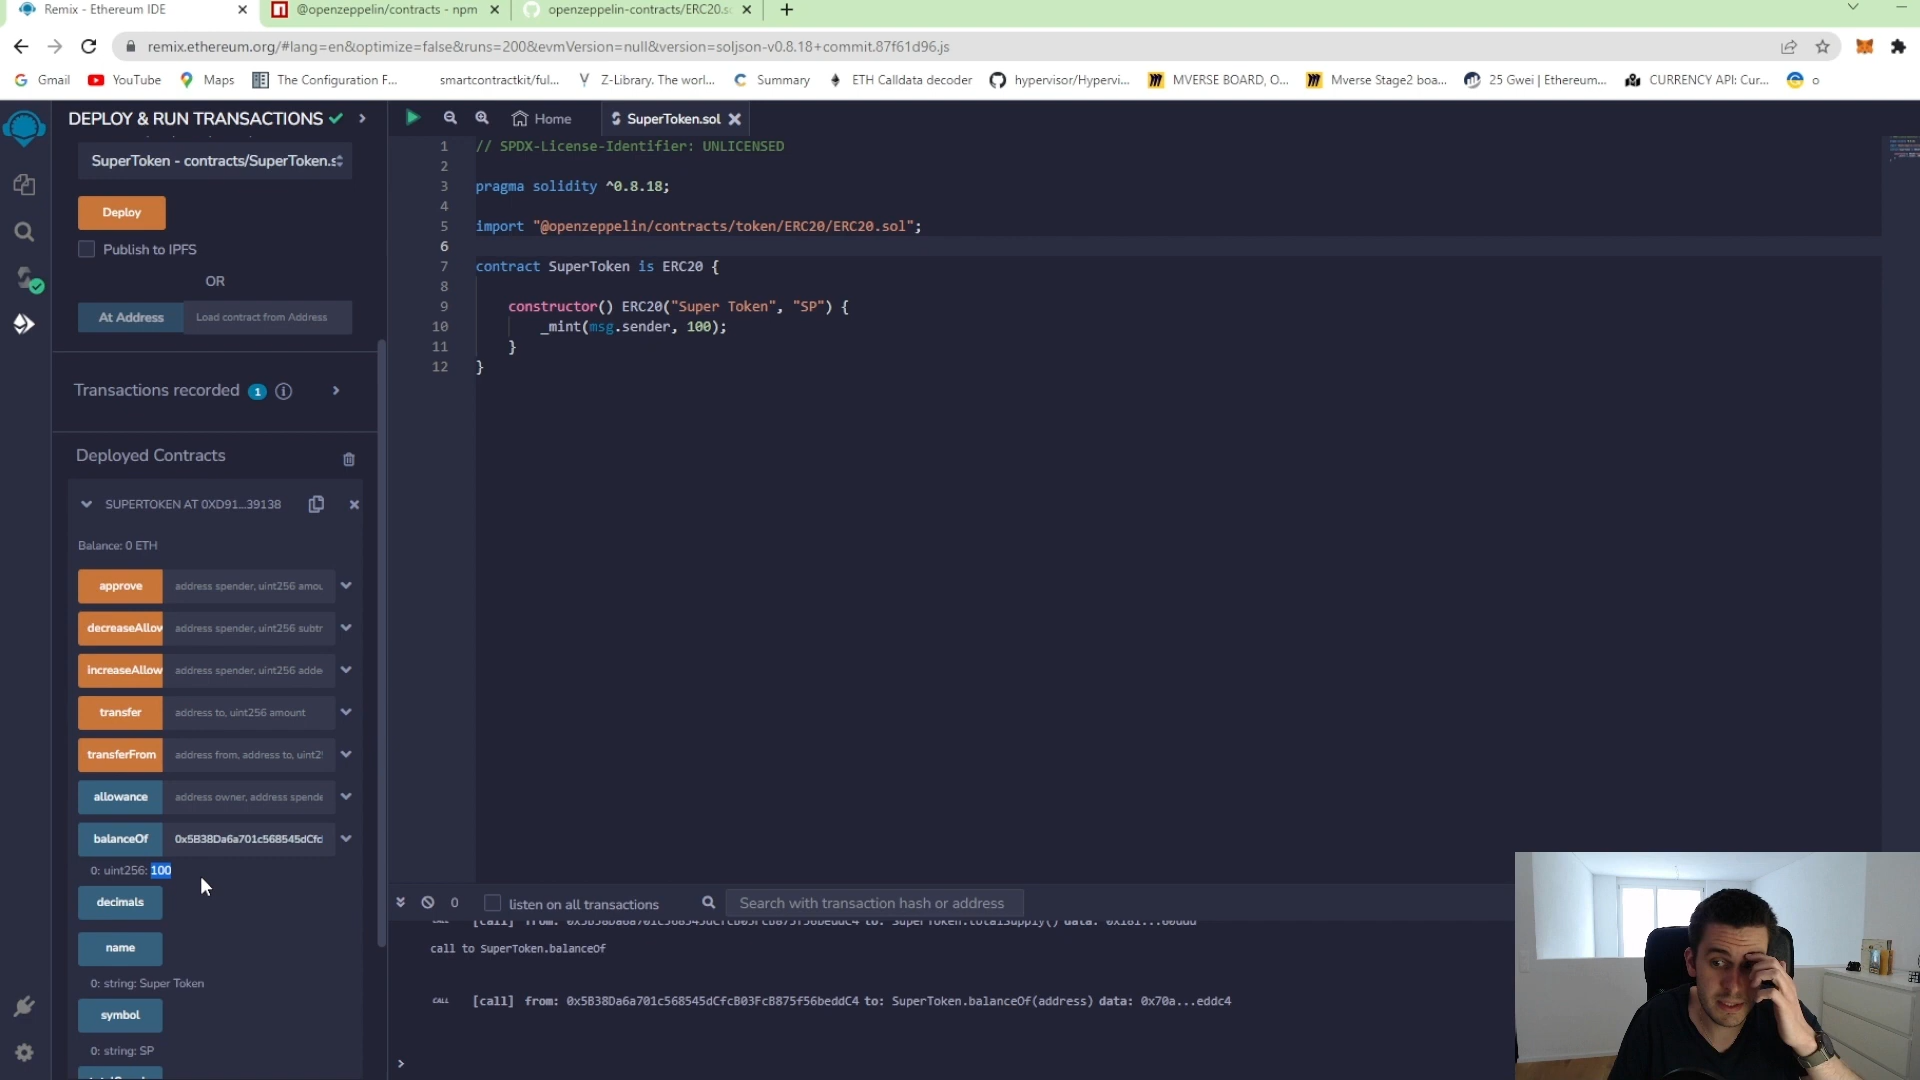 Remix - Ethereum IDE
@openzeppelin/contracts - npm
openzeppelin-contracts/ERC20.s
remix.ethereum.org/#lang=en&optimize=false&runs=200&evmVersion=null&version=soljson-v0.8.18+commit.87f61d96.js
Gmail
YouTube
Maps
The Configuration F...
smartcontractkit/ful...
Z-Library. The worl...
Summary
ETH Calldata decoder
hypervisor/Hypervi...
MVERSE BOARD, O...
Mverse Stage2 boa...
25 Gwei | Ethereum...
CURRENCY API: Cur...
o
DEPLOY & RUN TRANSACTIONS
SuperToken - contracts/SuperToken.s
Deploy
Publish to IPFS
OR
At Address
Load contract from Address
Transactions recorded 1
Deployed Contracts
SUPERTOKEN AT 0XD91...39138
Balance: 0 ETH
approve
address spender, uint256 amou
decreaseAllow
address spender, uint256 subtr
increaseAllow
address spender, uint256 adde
transfer
address to, uint256 amount
transferFrom
address from, address to, uint2
allowance
address owner, address spende
balanceOf
0x5B38Da6a701c568545dCfc
0: uint256: 100
decimals
name
0: string: Super Token
symbol
0: string: SP
Home
SuperToken.sol
1 // SPDX-License-Identifier: UNLICENSED
2
3 pragma solidity ^0.8.18;
4
5 import "@openzeppelin/contracts/token/ERC20/ERC20.sol";
6
7 contract SuperToken is ERC20 {
8
9 constructor() ERC20("Super Token", "SP") {
10 _mint(msg.sender, 100);
11 }
12 }
0
listen on all transactions
Search with transaction hash or address
[call] from: 0x5B38Da6a701c568545dCfcB03FcB875f56beddC4 to: SuperToken.totalSupply() data: 0x181...60ddd
call to SuperToken.balanceOf
CALL [call] from: 0x5B38Da6a701c568545dCfcB03FcB875f56beddC4 to: SuperToken.balanceOf(address) data: 0x70a...eddc4
>